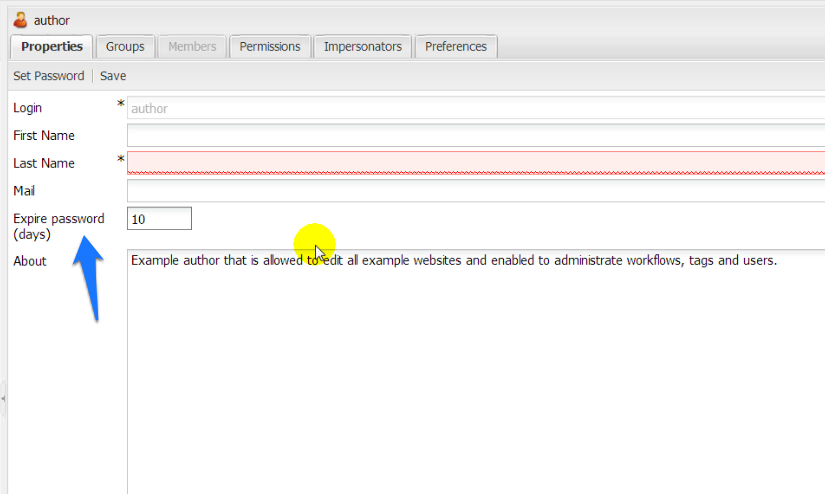 author
Properties Groups Members Permissions Impersonators Preferences
Set Password Save
Login * author
First Name
Last Name *
Mail
Expire password 10
(days)
About Example author that is allowed to edit all example websites and enabled to administrate workflows, tags and users.